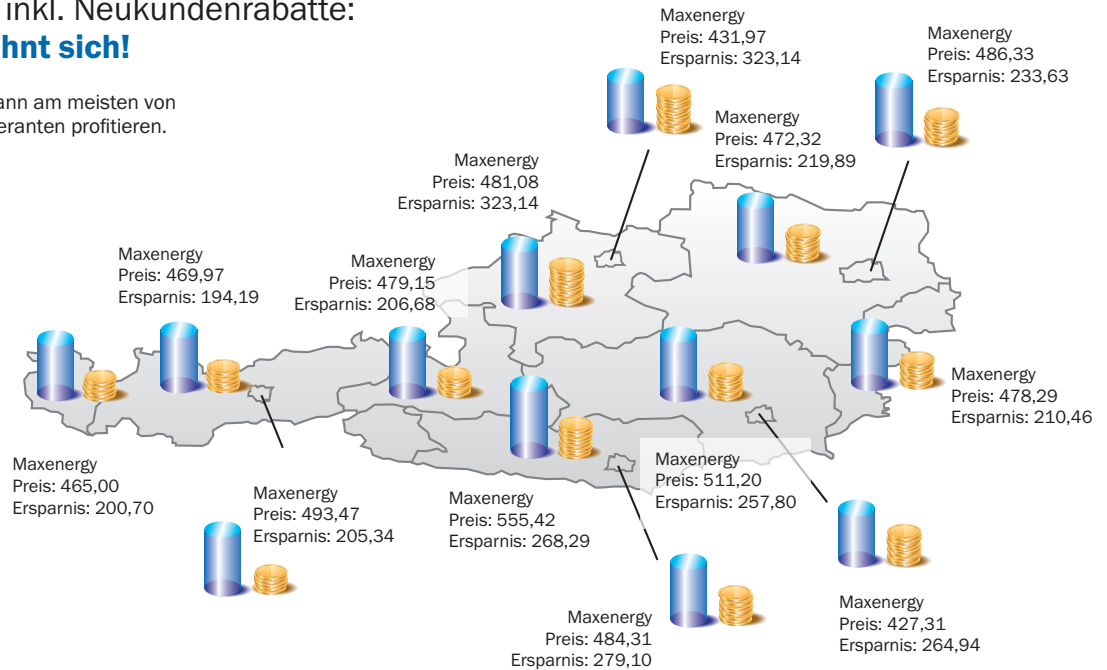 inkl. Neukundenrabatte:
hnt sich!
ann am meisten von
eranten profitieren.
Maxenergy
Preis: 431,97
Ersparnis: 323,14
Maxenergy
Preis: 486,33
Ersparnis: 233,63
Maxenergy
Preis: 472,32
Ersparnis: 219,89
Maxenergy
Preis: 481,08
Ersparnis: 323,14
Maxenergy
Preis: 469,97
Ersparnis: 194,19
Maxenergy
Preis: 479,15
Ersparnis: 206,68
Maxenergy
Preis: 478,29
Ersparnis: 210,46
Maxenergy
Preis: 465,00
Ersparnis: 200,70
Maxenergy
Preis: 493,47
Ersparnis: 205,34
Maxenergy
Preis: 555,42
Ersparnis: 268,29
Maxenergy
Preis: 511,20
Ersparnis: 257,80
Maxenergy
Preis: 484,31
Ersparnis: 279,10
Maxenergy
Preis: 427,31
Ersparnis: 264,94